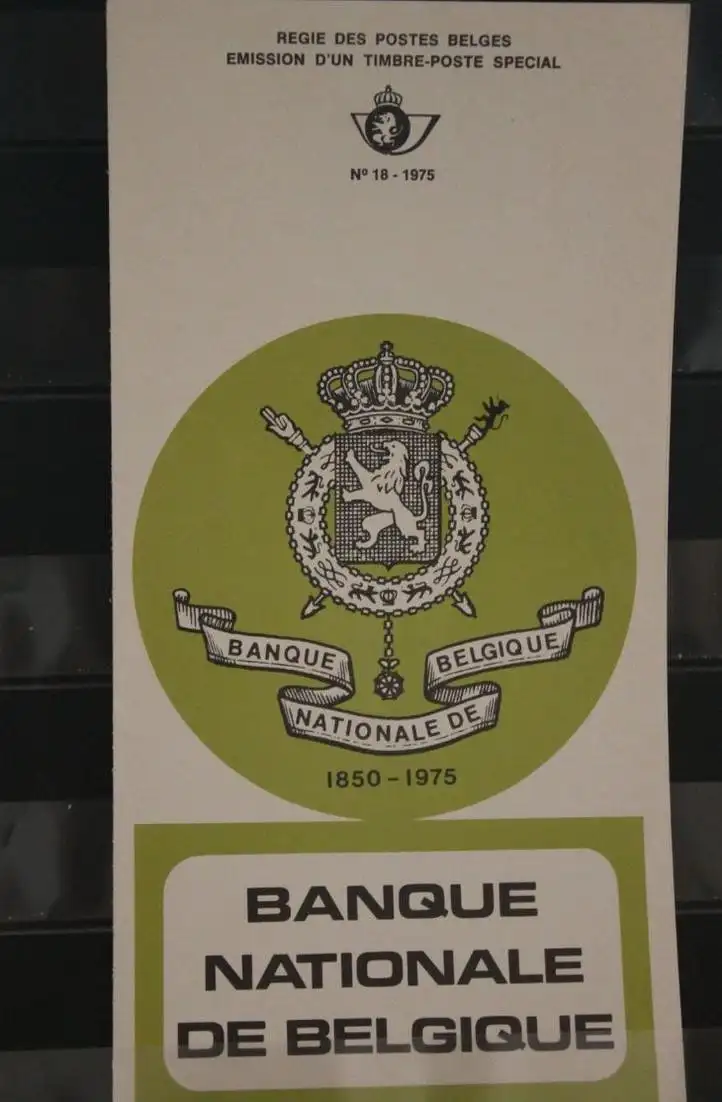 REGIE DES POSTES BELGES
EMISSION D'UN TIMBRE-POSTE SPECIAL
Nº 18 - 1975
BANQUE
NATIONALE DE
BELGIQUE
1850 - 1975
BANQUE
NATIONALE
DE BELGIQUE